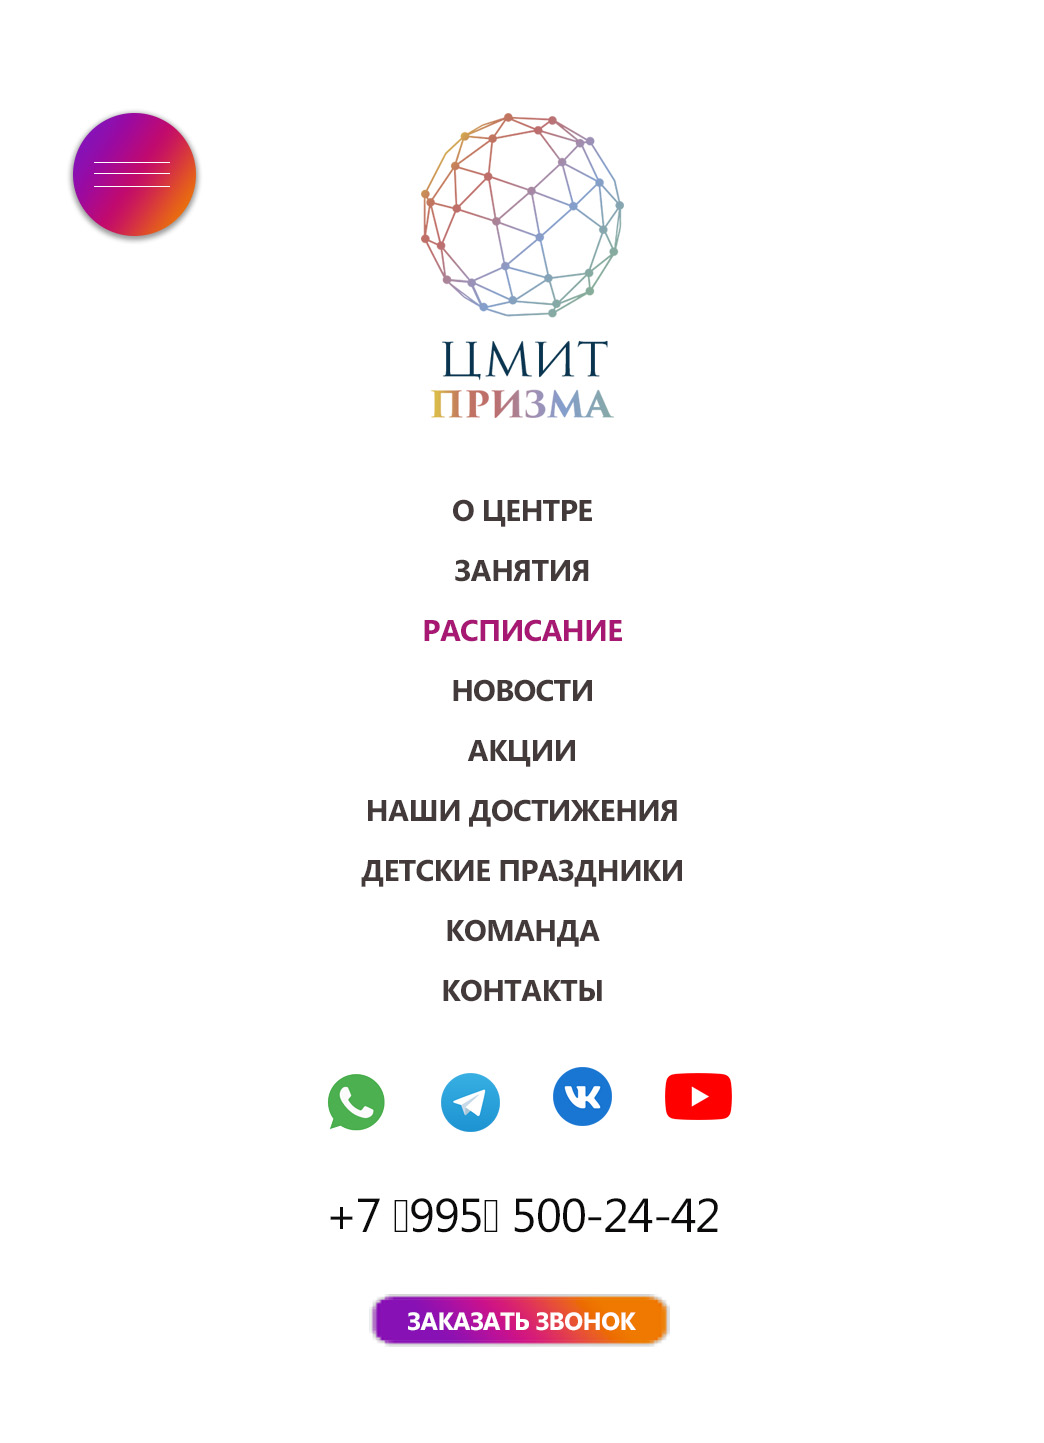 ЦМИТ
ПРИЗМА
О ЦЕНТРЕ
ЗАНЯТИЯ
РАСПИСАНИЕ
НОВОСТИ
АКЦИИ
НАШИ ДОСТИЖЕНИЯ
ДЕТСКИЕ ПРАЗДНИКИ
КОМАНДА
КОНТАКТЫ
+7 ▯995▯ 500-24-42
ЗАКАЗАТЬ ЗВОНОК